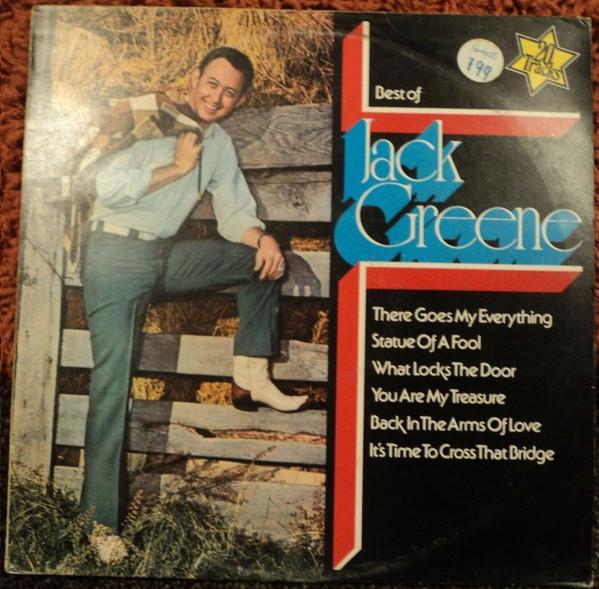 20
Tracks
799
Best of
Jack
Greene
There Goes My Everything
Statue Of A Fool
What Locks The Door
You Are My Treasure
Back In The Arms Of Love
It's Time To Cross That Bridge